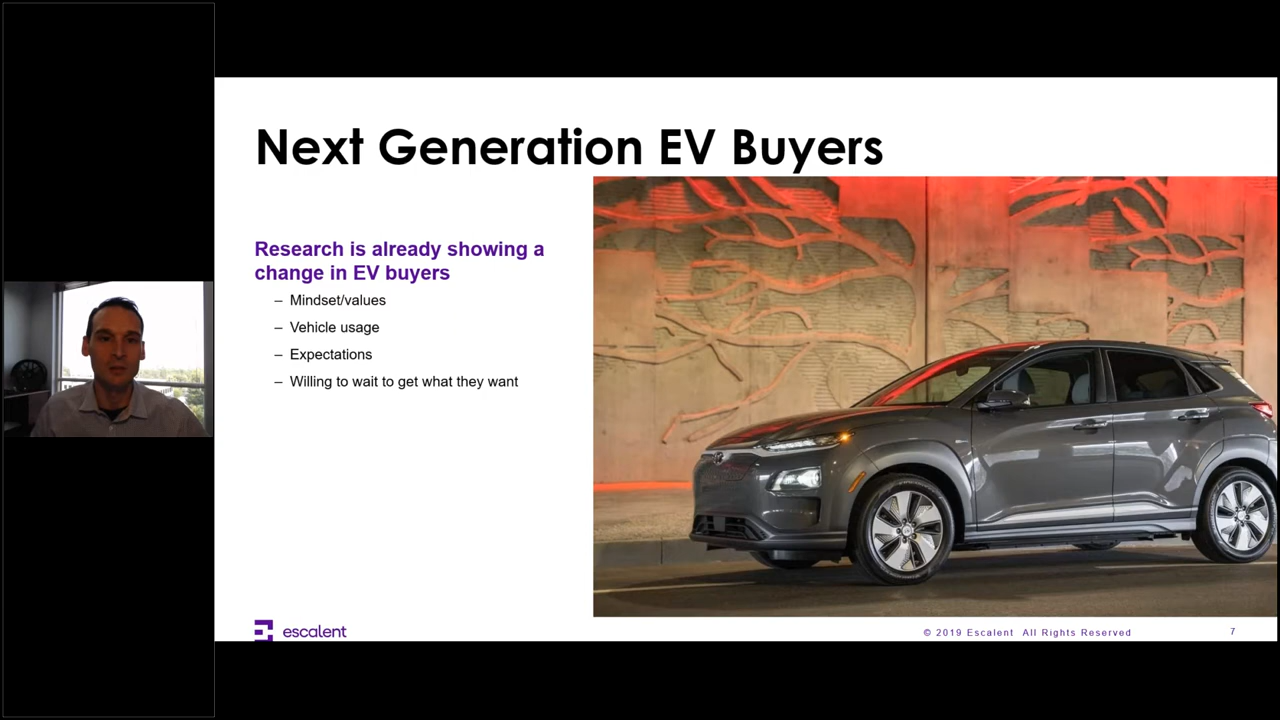 Next Generation EV Buyers
Research is already showing a
change in EV buyers
– Mindset/values
– Vehicle usage
– Expectations
– Willing to wait to get what they want
escalent
© 2019 Escalent All Rights Reserved
7